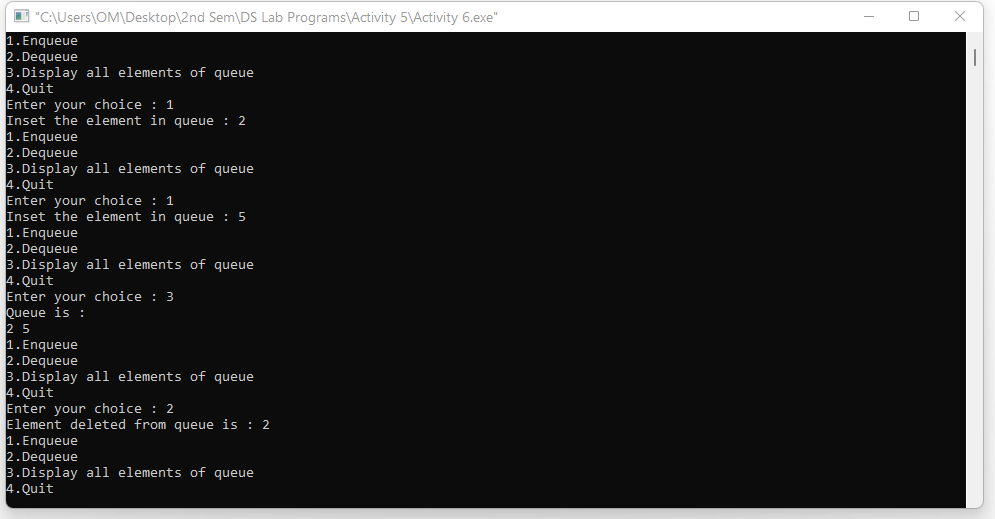 "C:\Users\OM\Desktop\2nd Sem\DS Lab Programs\Activity 5\Activity 6.exe"
1.Enqueue
2.Dequeue
3.Display all elements of queue
4.Quit
Enter your choice : 1
Inset the element in queue : 2
1.Enqueue
2.Dequeue
3.Display all elements of queue
4.Quit
Enter your choice : 1
Inset the element in queue : 5
1.Enqueue
2.Dequeue
3.Display all elements of queue
4.Quit
Enter your choice : 3
Queue is :
2 5
1.Enqueue
2.Dequeue
3.Display all elements of queue
4.Quit
Enter your choice : 2
Element deleted from queue is : 2
1.Enqueue
2.Dequeue
3.Display all elements of queue
4.Quit